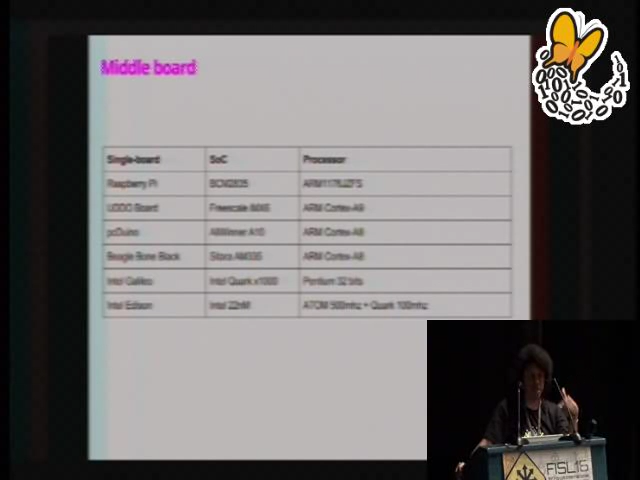 Middle board
Single-board SoC Processor
Raspberry Pi BCM2835 ARM1176JZFS
UDOO Board Freescale iMX6 ARM Cortex-A9
pcDuino AllWinner A10 ARM Cortex-A8
Beagle Bone Black Sitara AM335 ARM Cortex-A8
Intel Galileo Intel Quark x1000 Pentium 32 bits
Intel Edison Intel 22nM ATOM 500mhz + Quark 100mhz
FISL16